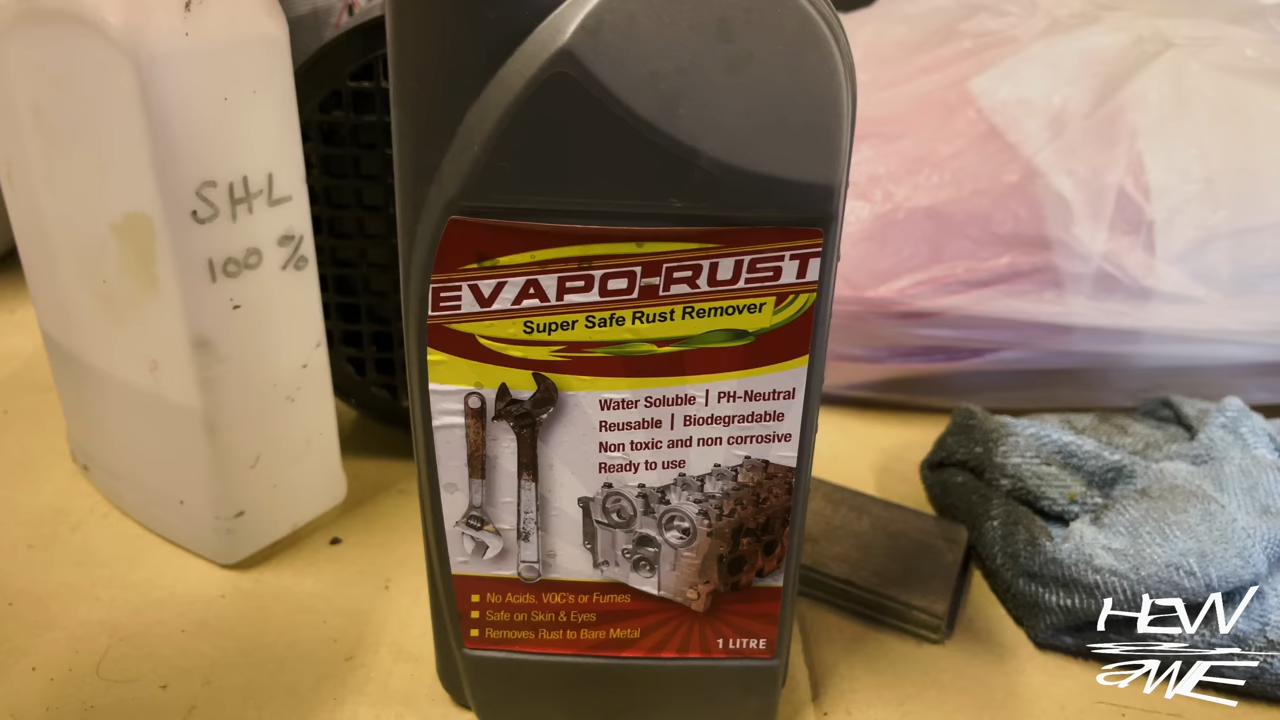 SHL
100%
EVAPO-RUST
Super Safe Rust Remover
Water Soluble | PH-Neutral
Reusable | Biodegradable
Non toxic and non corrosive
Ready to use
No Acids, VOC's or Fumes
Safe on Skin & Eyes
Removes Rust to Bare Metal
1 LITRE
HEW
aWE